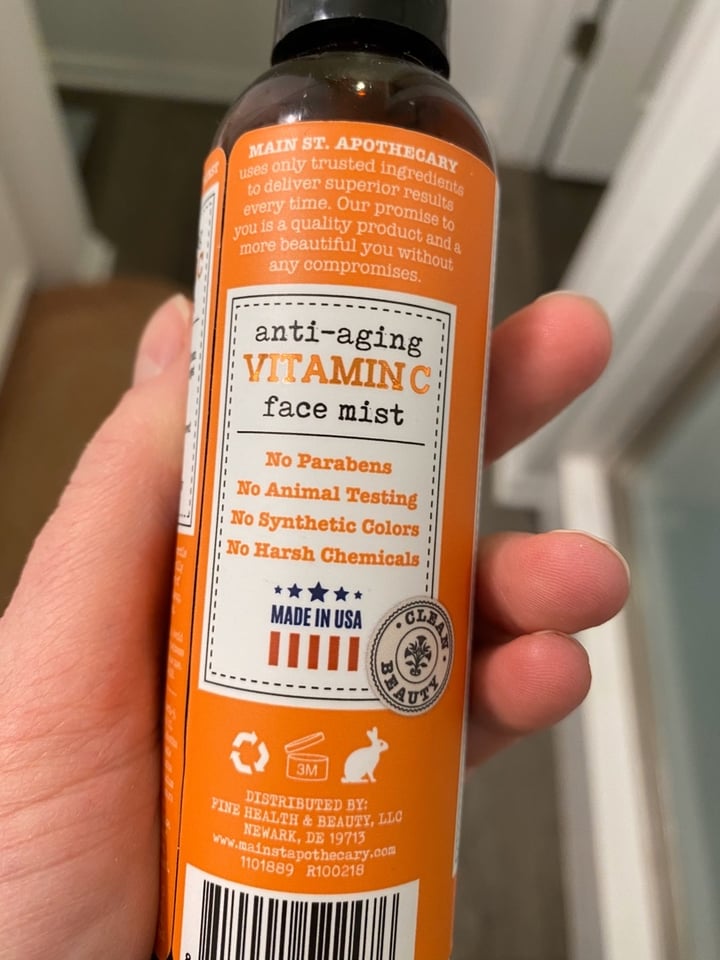 MAIN ST. APOTHECARY
uses only trusted ingredients
to deliver superior results
every time. Our promise to
you is a quality product and a
more beautiful you without
any compromises.
anti-aging
VITAMIN C
face mist
No Parabens
No Animal Testing
No Synthetic Colors
No Harsh Chemicals
MADE IN USA
CLEAN
BEAUTY
3M
DISTRIBUTED BY:
PINE HEALTH & BEAUTY, LLC
NEWARK, DE 19713
www.mainstapothecary.com
1101889 R100218